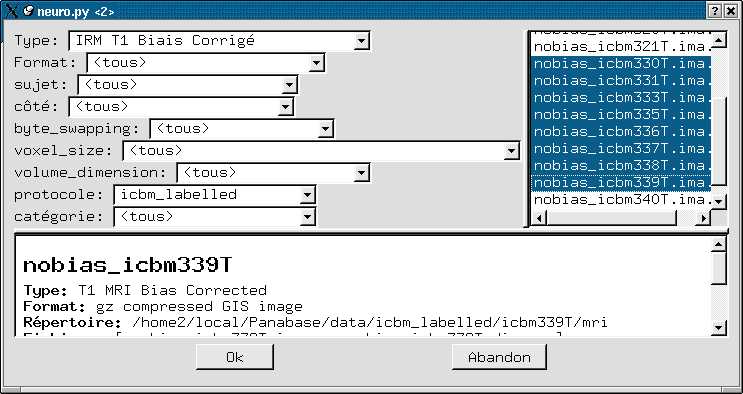 neuro.py <2>
Type: IRM T1 Biais Corrigé
Format: <tous>
sujet: <tous>
côté: <tous>
byte_swapping: <tous>
voxel_size: <tous>
volume_dimension: <tous>
protocole: icbm_labelled
catégorie: <tous>
nobias_icbm321T.ima.
nobias_icbm330T.ima.
nobias_icbm331T.ima.
nobias_icbm333T.ima.
nobias_icbm335T.ima.
nobias_icbm336T.ima.
nobias_icbm337T.ima.
nobias_icbm338T.ima.
nobias_icbm339T.ima.
nobias_icbm340T.ima.
nobias_icbm339T
Type: T1 MRI Bias Corrected
Format: gz compressed GIS image
Répertoire: /home2/local/Panabase/data/icbm_labelled/icbm339T/mri
Ok
Abandon